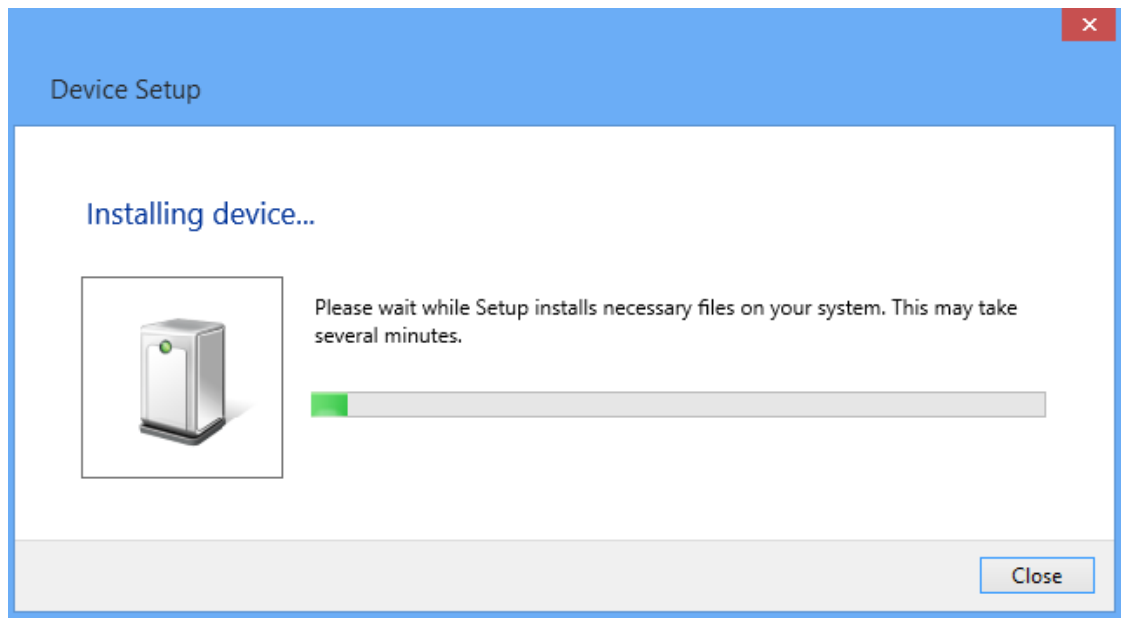 Device Setup
Installing device...
Please wait while Setup installs necessary files on your system. This may take
several minutes.
Close